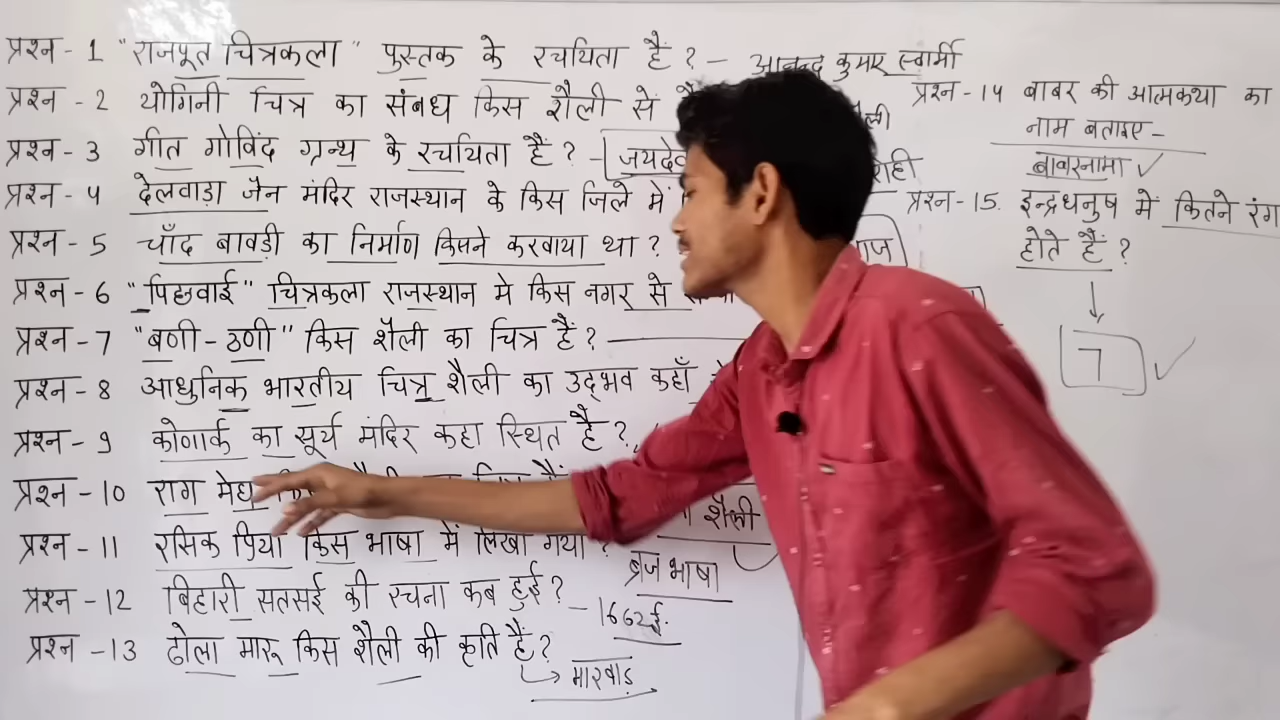 प्रश्न - 1 "राजपूत चित्रकला" पुस्तक के रचयिता हैं ? - आनन्द कुमार स्वामी
प्रश्न - 2 योगिनी चित्र का संबध किस शैली सें
प्रश्न - 3 गीत गोविंद ग्रन्थ के रचयिता हैं ? - जयदेव
प्रश्न - 4 देलवाड़ा जैन मंदिर राजस्थान के किस जिले में
प्रश्न - 5 चाँद बावड़ी का निर्माण किसने करवाया था ?
प्रश्न - 6 "पिछवाई" चित्रकला राजस्थान मे किस नगर से
प्रश्न - 7 "बणी - ठणी" किस शैली का चित्र हैं ?
प्रश्न - 8 आधुनिक भारतीय चित्र शैली का उद्भव कहाँ
प्रश्न - 9 कोणार्क का सूर्य मंदिर कहा स्थित हैं ?
प्रश्न - 10 राग मेघ
शैली
प्रश्न - 11 रसिक प्रिया किस भाषा में लिखा गया ?
ब्रज भाषा
प्रश्न - 12 बिहारी सतसई की रचना कब हुई ? - 1662 ई.
प्रश्न - 13 ढोला मारू किस शैली की कृति हैं ?
मारवाड़
प्रश्न - 14 बाबर की आत्मकथा का
नाम बताइए -
बाबरनामा ✓
प्रश्न - 15. इन्द्रधनुष में कितने रंग
होते हैं ?
7 ✓